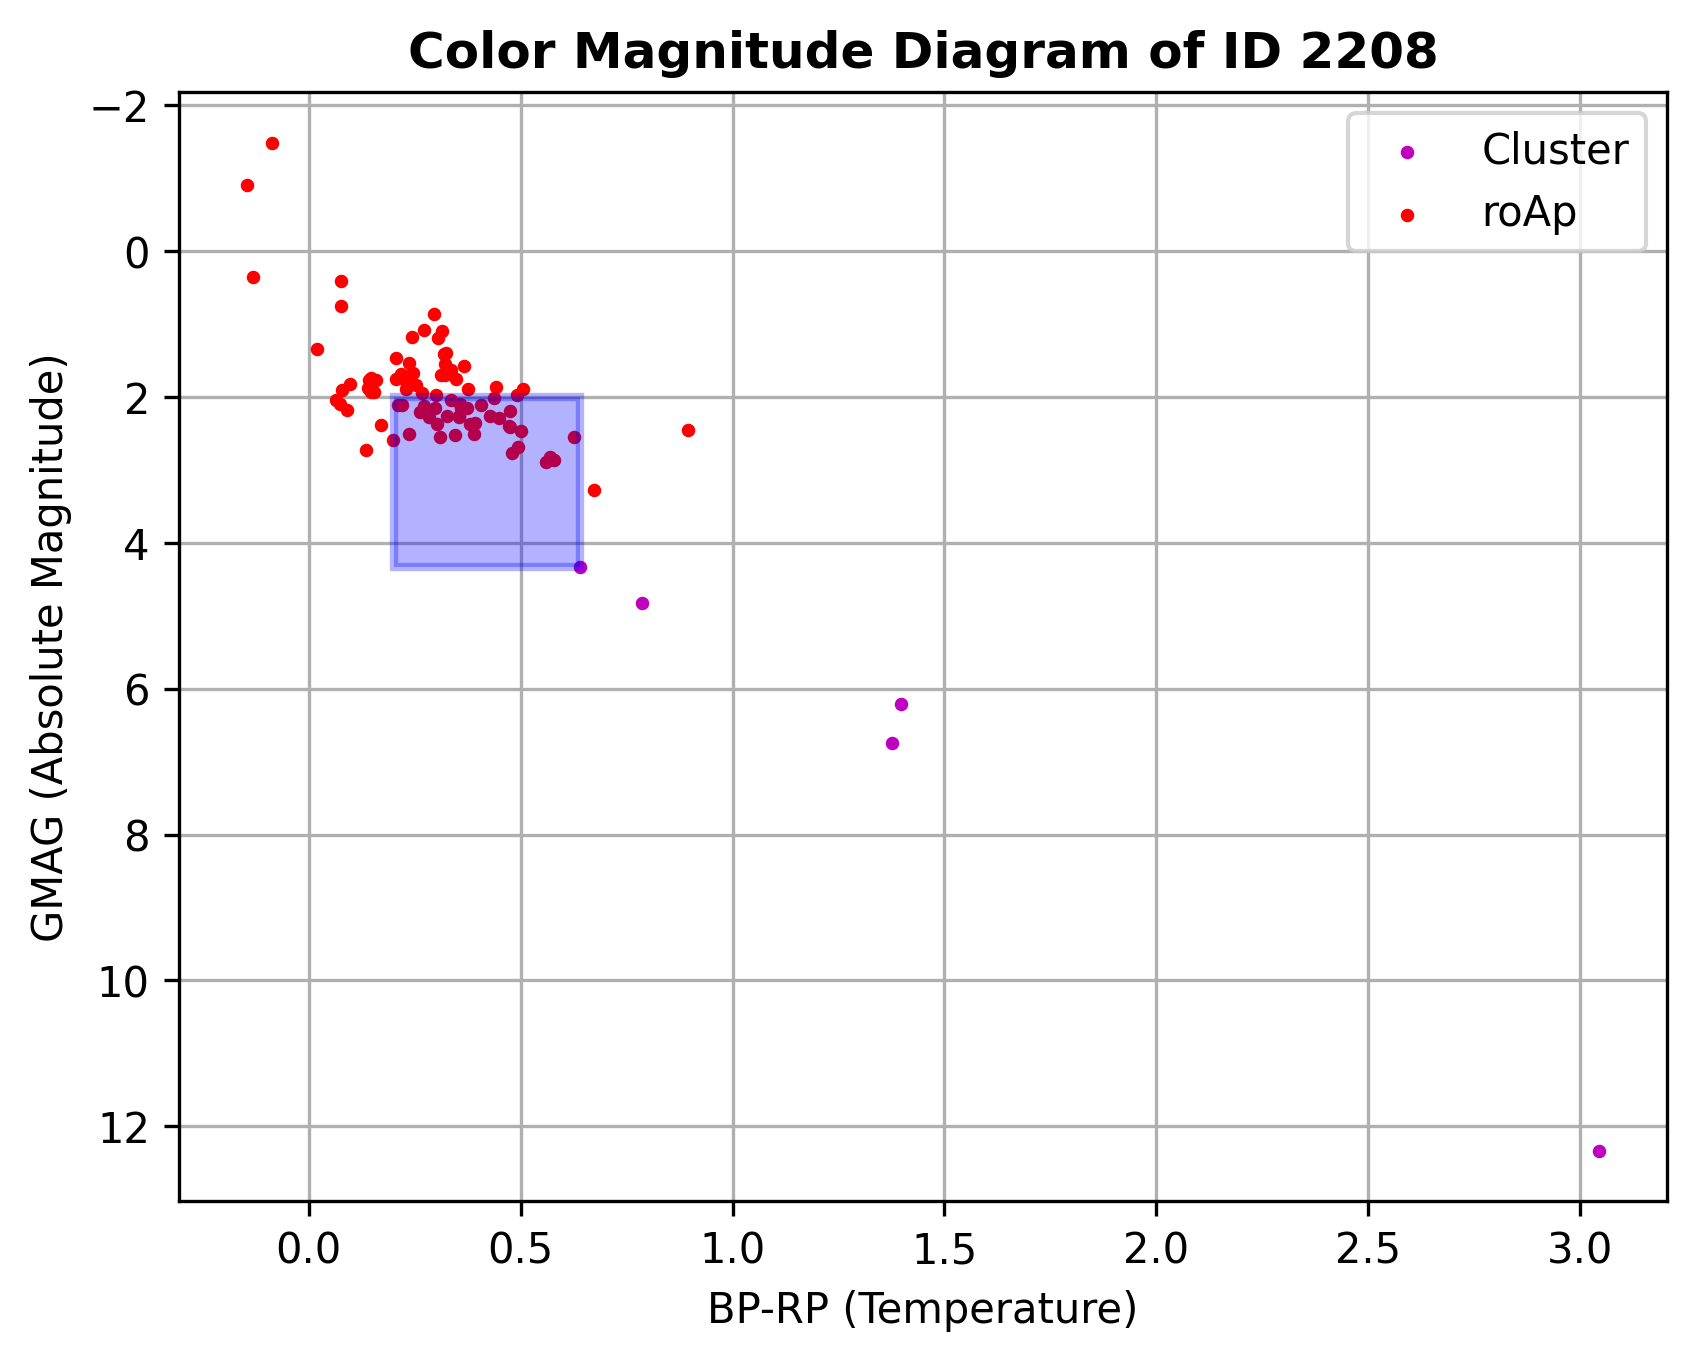 Color Magnitude Diagram of ID 2208
−2
0
2
4
6
8
10
12
GMAG (Absolute Magnitude)
Cluster
roAp
0.0 0.5 1.0 1.5 2.0 2.5 3.0
BP-RP (Temperature)